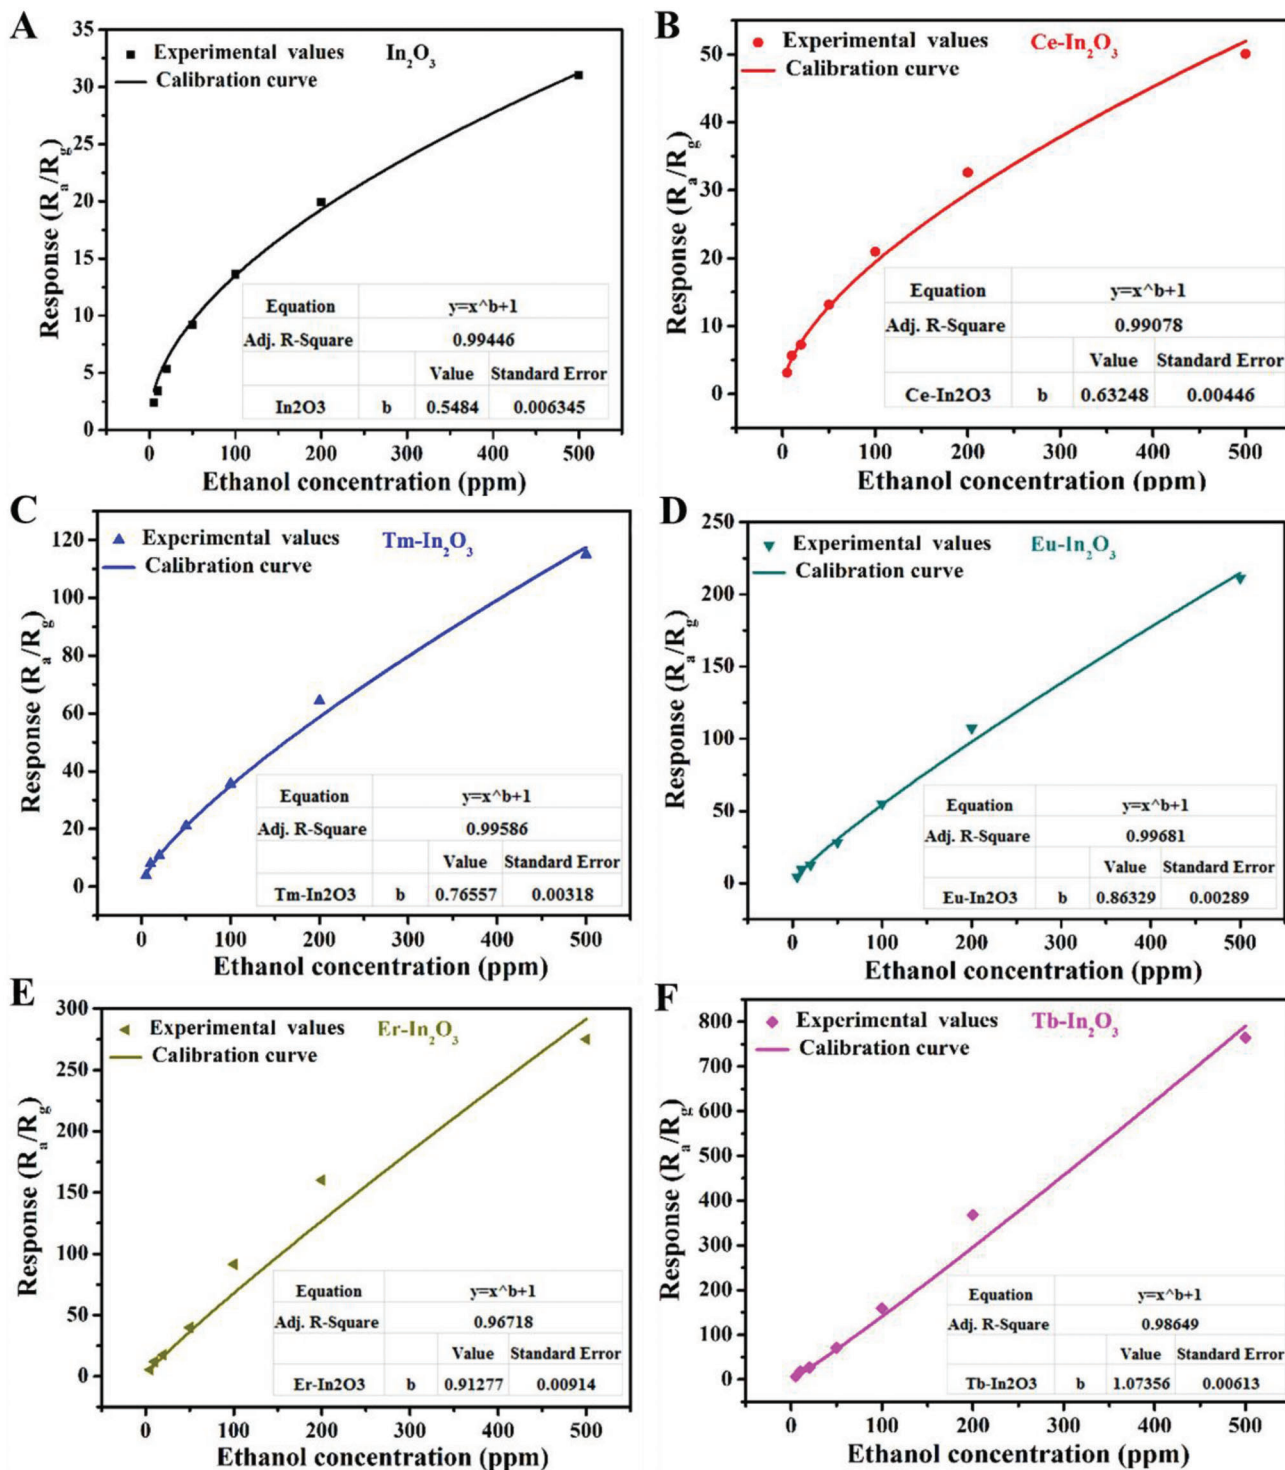 A
Experimental values In₂O₃
Calibration curve
Response (Rₐ/R_g)
35
30
25
20
15
10
5
0
Equation y=x^b+1
Adj. R-Square 0.99446
Value Standard Error
In2O3 b 0.5484 0.006345
0 100 200 300 400 500
Ethanol concentration (ppm)
B
Experimental values Ce-In₂O₃
Calibration curve
Response (Rₐ/R_g)
50
40
30
20
10
0
Equation y=x^b+1
Adj. R-Square 0.99078
Value Standard Error
Ce-In2O3 b 0.63248 0.00446
0 100 200 300 400 500
Ethanol concentration (ppm)
C
Experimental values Tm-In₂O₃
Calibration curve
Response (Rₐ/R_g)
120
100
80
60
40
20
0
Equation y=x^b+1
Adj. R-Square 0.99586
Value Standard Error
Tm-In2O3 b 0.76557 0.00318
0 100 200 300 400 500
Ethanol concentration (ppm)
D
Experimental values Eu-In₂O₃
Calibration curve
Response (Rₐ/R_g)
250
200
150
100
50
0
Equation y=x^b+1
Adj. R-Square 0.99681
Value Standard Error
Eu-In2O3 b 0.86329 0.00289
0 100 200 300 400 500
Ethanol concentration (ppm)
E
Experimental values Er-In₂O₃
Calibration curve
Response (Rₐ/R_g)
300
250
200
150
100
50
0
Equation y=x^b+1
Adj. R-Square 0.96718
Value Standard Error
Er-In2O3 b 0.91277 0.00914
0 100 200 300 400 500
Ethanol concentration (ppm)
F
Experimental values Tb-In₂O₃
Calibration curve
Response (Rₐ/R_g)
800
700
600
500
400
300
200
100
0
Equation y=x^b+1
Adj. R-Square 0.98649
Value Standard Error
Tb-In2O3 b 1.07356 0.00613
0 100 200 300 400 500
Ethanol concentration (ppm)